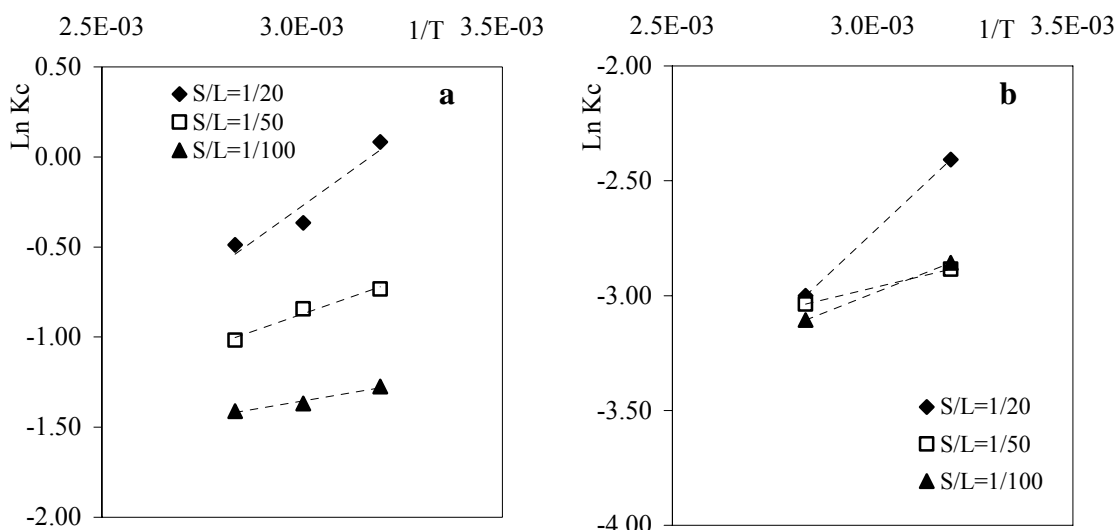 2.5E-03 3.0E-03 1/T 3.5E-03
Ln Kc
0.50
0.00
-0.50
-1.00
-1.50
-2.00
S/L=1/20
S/L=1/50
S/L=1/100
a
2.5E-03 3.0E-03 1/T 3.5E-03
Ln Kc
-2.00
-2.50
-3.00
-3.50
-4.00
b
S/L=1/20
S/L=1/50
S/L=1/100